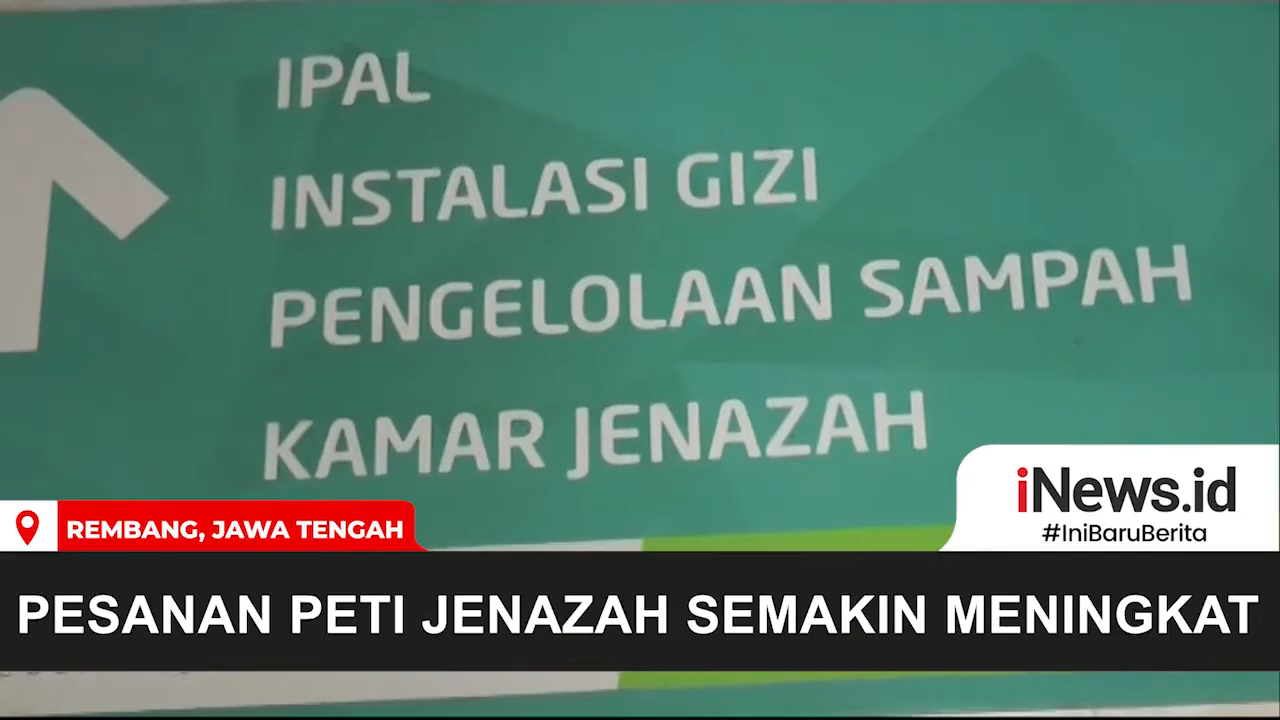 IPAL
INSTALASI GIZI
PENGELOLAAN SAMPAH
KAMAR JENAZAH
iNews.id
#IniBaruBerita
REMBANG, JAWA TENGAH
PESANAN PETI JENAZAH SEMAKIN MENINGKAT